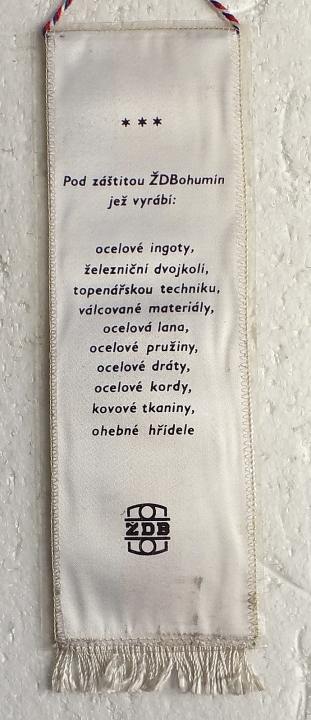 * * *
Pod záštitou ŽDBohumín
jež vyrábí:
ocelové ingoty,
železniční dvojkolí,
topenářskou techniku,
válcované materiály,
ocelová lana,
ocelové pružiny,
ocelové dráty,
ocelové kordy,
kovové tkaniny,
ohebné hřídele
ŽDB